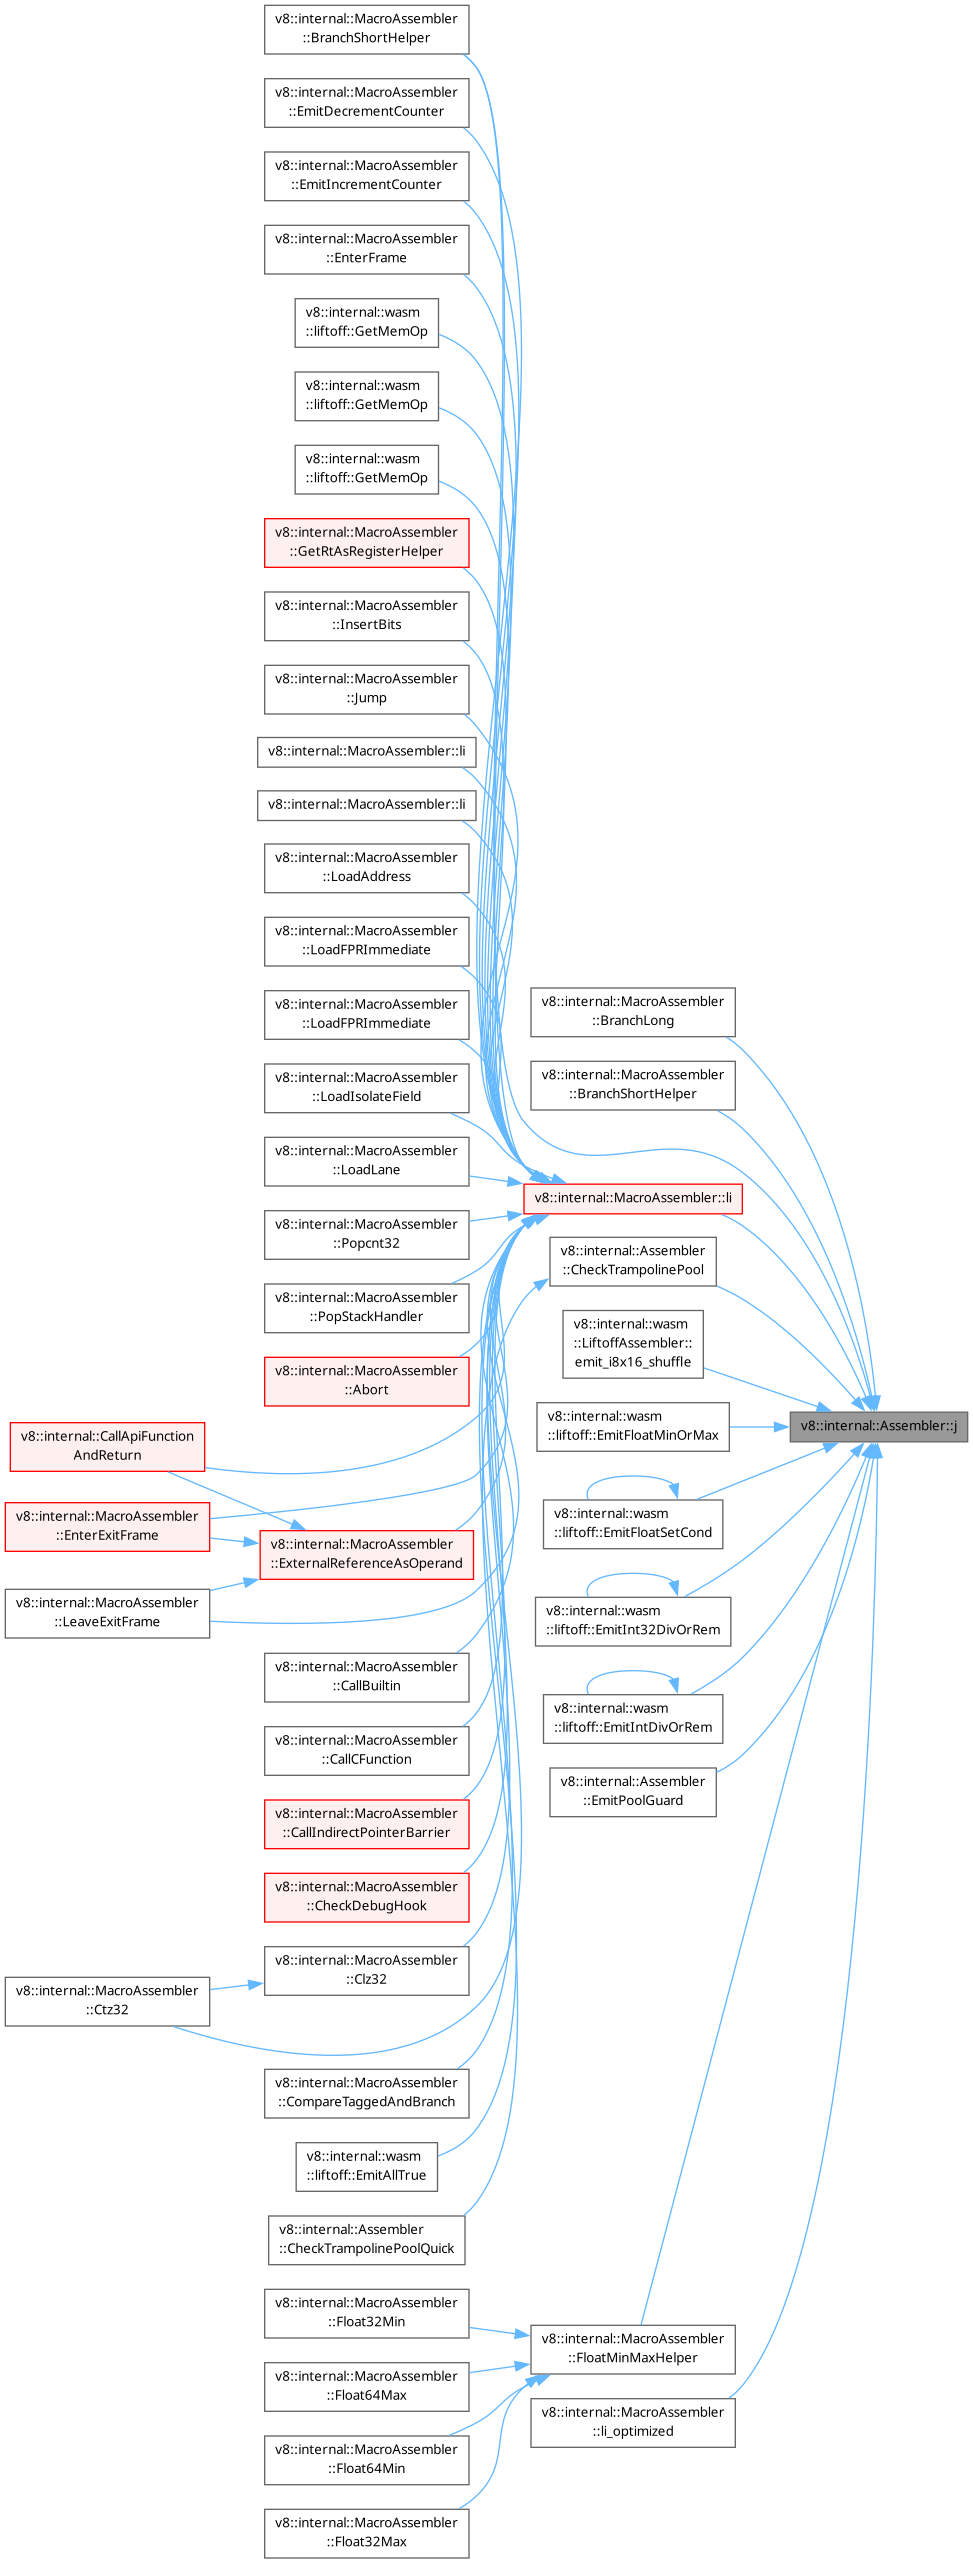 v8::internal::MacroAssembler
::BranchShortHelper
v8::internal::MacroAssembler
::EmitDecrementCounter
v8::internal::MacroAssembler
::EmitIncrementCounter
v8::internal::MacroAssembler
::EnterFrame
v8::internal::wasm
::liftoff::GetMemOp
v8::internal::wasm
::liftoff::GetMemOp
v8::internal::wasm
::liftoff::GetMemOp
v8::internal::MacroAssembler
::GetRtAsRegisterHelper
v8::internal::MacroAssembler
::InsertBits
v8::internal::MacroAssembler
::Jump
v8::internal::MacroAssembler::li
v8::internal::MacroAssembler::li
v8::internal::MacroAssembler
::LoadAddress
v8::internal::MacroAssembler
::LoadFPRImmediate
v8::internal::MacroAssembler
::LoadFPRImmediate
v8::internal::MacroAssembler
::LoadIsolateField
v8::internal::MacroAssembler
::LoadLane
v8::internal::MacroAssembler
::Popcnt32
v8::internal::MacroAssembler
::PopStackHandler
v8::internal::MacroAssembler
::Abort
v8::internal::CallApiFunction
AndReturn
v8::internal::MacroAssembler
::EnterExitFrame
v8::internal::MacroAssembler
::LeaveExitFrame
v8::internal::MacroAssembler
::ExternalReferenceAsOperand
v8::internal::MacroAssembler
::CallBuiltin
v8::internal::MacroAssembler
::CallCFunction
v8::internal::MacroAssembler
::CallIndirectPointerBarrier
v8::internal::MacroAssembler
::CheckDebugHook
v8::internal::MacroAssembler
::Clz32
v8::internal::MacroAssembler
::Ctz32
v8::internal::MacroAssembler
::CompareTaggedAndBranch
v8::internal::wasm
::liftoff::EmitAllTrue
v8::internal::Assembler
::CheckTrampolinePoolQuick
v8::internal::MacroAssembler
::Float32Min
v8::internal::MacroAssembler
::Float64Max
v8::internal::MacroAssembler
::Float64Min
v8::internal::MacroAssembler
::Float32Max
v8::internal::MacroAssembler
::BranchLong
v8::internal::MacroAssembler
::BranchShortHelper
v8::internal::MacroAssembler::li
v8::internal::Assembler
::CheckTrampolinePool
v8::internal::wasm
::LiftoffAssembler::
emit_i8x16_shuffle
v8::internal::wasm
::liftoff::EmitFloatMinOrMax
v8::internal::wasm
::liftoff::EmitFloatSetCond
v8::internal::wasm
::liftoff::EmitInt32DivOrRem
v8::internal::wasm
::liftoff::EmitIntDivOrRem
v8::internal::Assembler
::EmitPoolGuard
v8::internal::MacroAssembler
::FloatMinMaxHelper
v8::internal::MacroAssembler
::li_optimized
v8::internal::Assembler::j